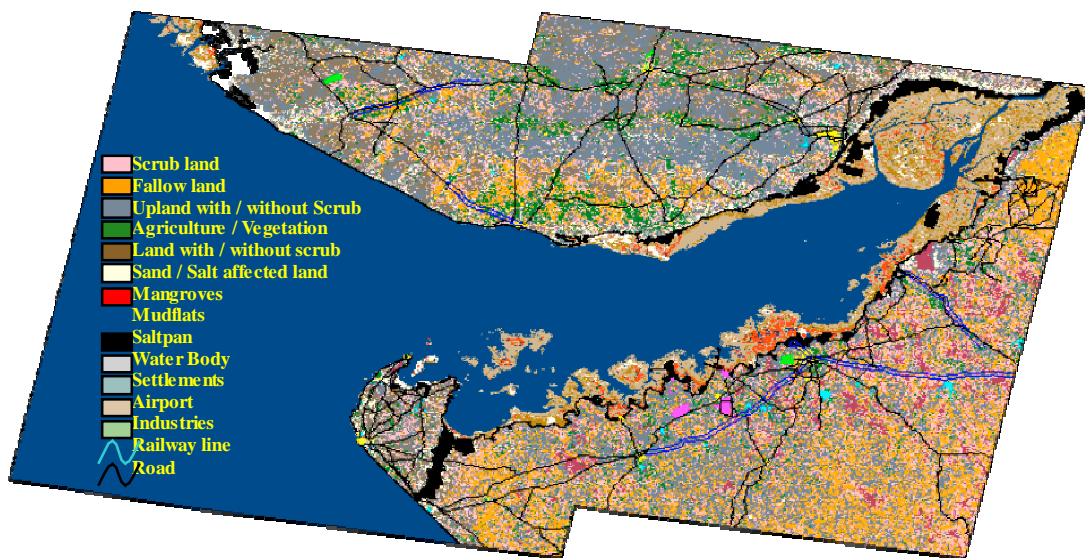 Scrub land
Fallow land
Upland with / without Scrub
Agriculture / Vegetation
Land with / without scrub
Sand / Salt affected land
Mangroves
Mudflats
Saltpan
Water Body
Settlements
Airport
Industries
Railway line
Road